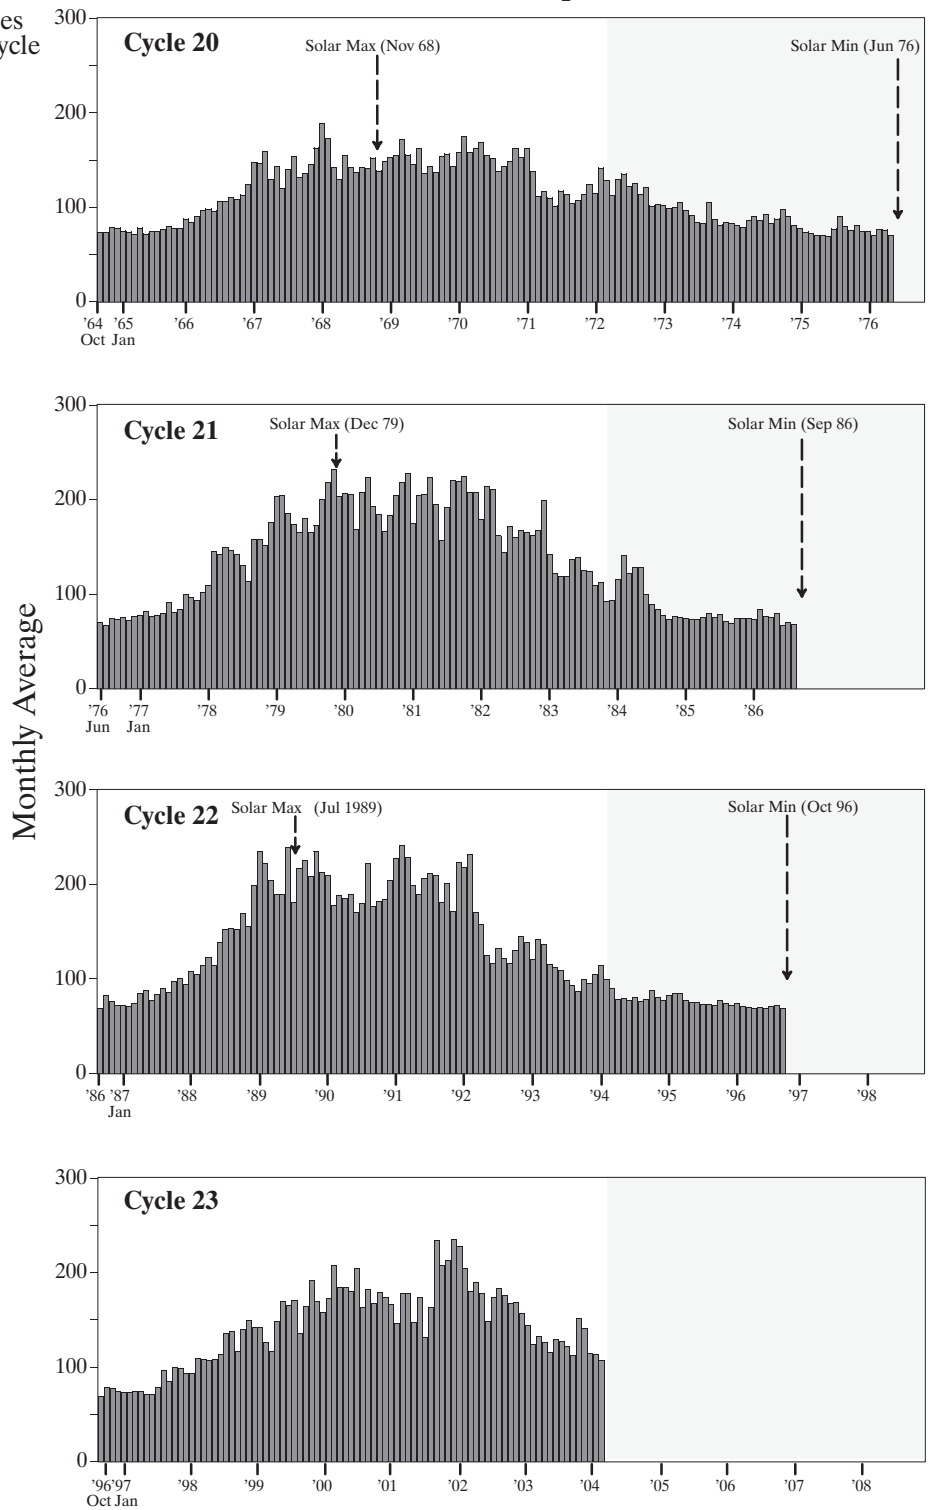 es
ycle
300
200
100
0
Cycle 20
Solar Max (Nov 68)
Solar Min (Jun 76)
’64 ’65 ’66 ’67 ’68 ’69 ’70 ’71 ’72 ’73 ’74 ’75 ’76
Oct Jan
Monthly Average
300
200
100
0
Cycle 21
Solar Max (Dec 79)
Solar Min (Sep 86)
’76 ’77 ’78 ’79 ’80 ’81 ’82 ’83 ’84 ’85 ’86
Jun Jan
300
200
100
0
Cycle 22
Solar Max (Jul 1989)
Solar Min (Oct 96)
’86 ’87 ’88 ’89 ’90 ’91 ’92 ’93 ’94 ’95 ’96 ’97 ’98
Jan
300
200
100
0
Cycle 23
’96 ’97 ’98 ’99 ’00 ’01 ’02 ’03 ’04 ’05 ’06 ’07 ’08
Oct Jan